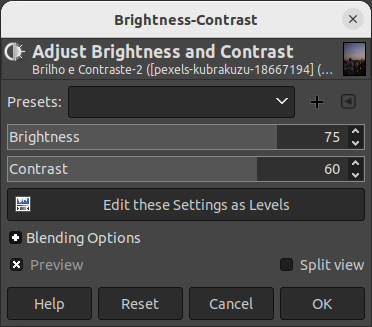 Brightness-Contrast
Adjust Brightness and Contrast
Brilho e Contraste-2 ([pexels-kubrakuzu-18667194] (...
Presets:
Brightness 75
Contrast 60
Edit these Settings as Levels
Blending Options
Preview Split view
Help Reset Cancel OK